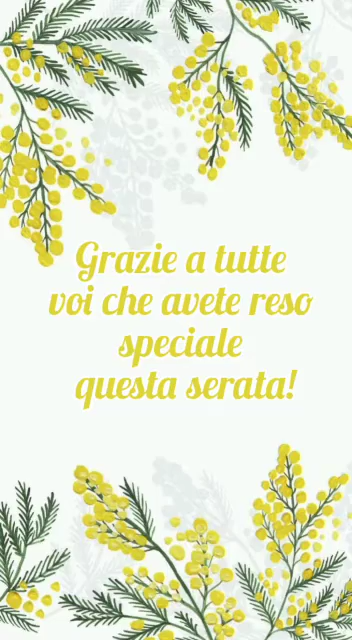 Grazie a tutte
voi che avete reso
speciale
questa serata!